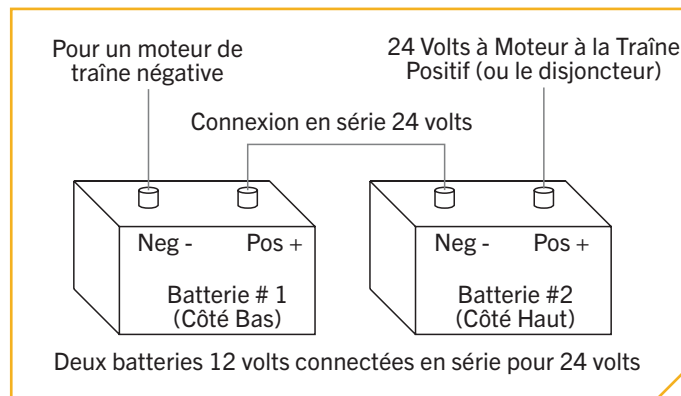 Pour un moteur de
traîne négative
24 Volts à Moteur à la Traîne
Positif (ou le disjoncteur)
Connexion en série 24 volts
Neg - Pos +
Batterie # 1
(Côté Bas)
Neg - Pos +
Batterie #2
(Côté Haut)
Deux batteries 12 volts connectées en série pour 24 volts